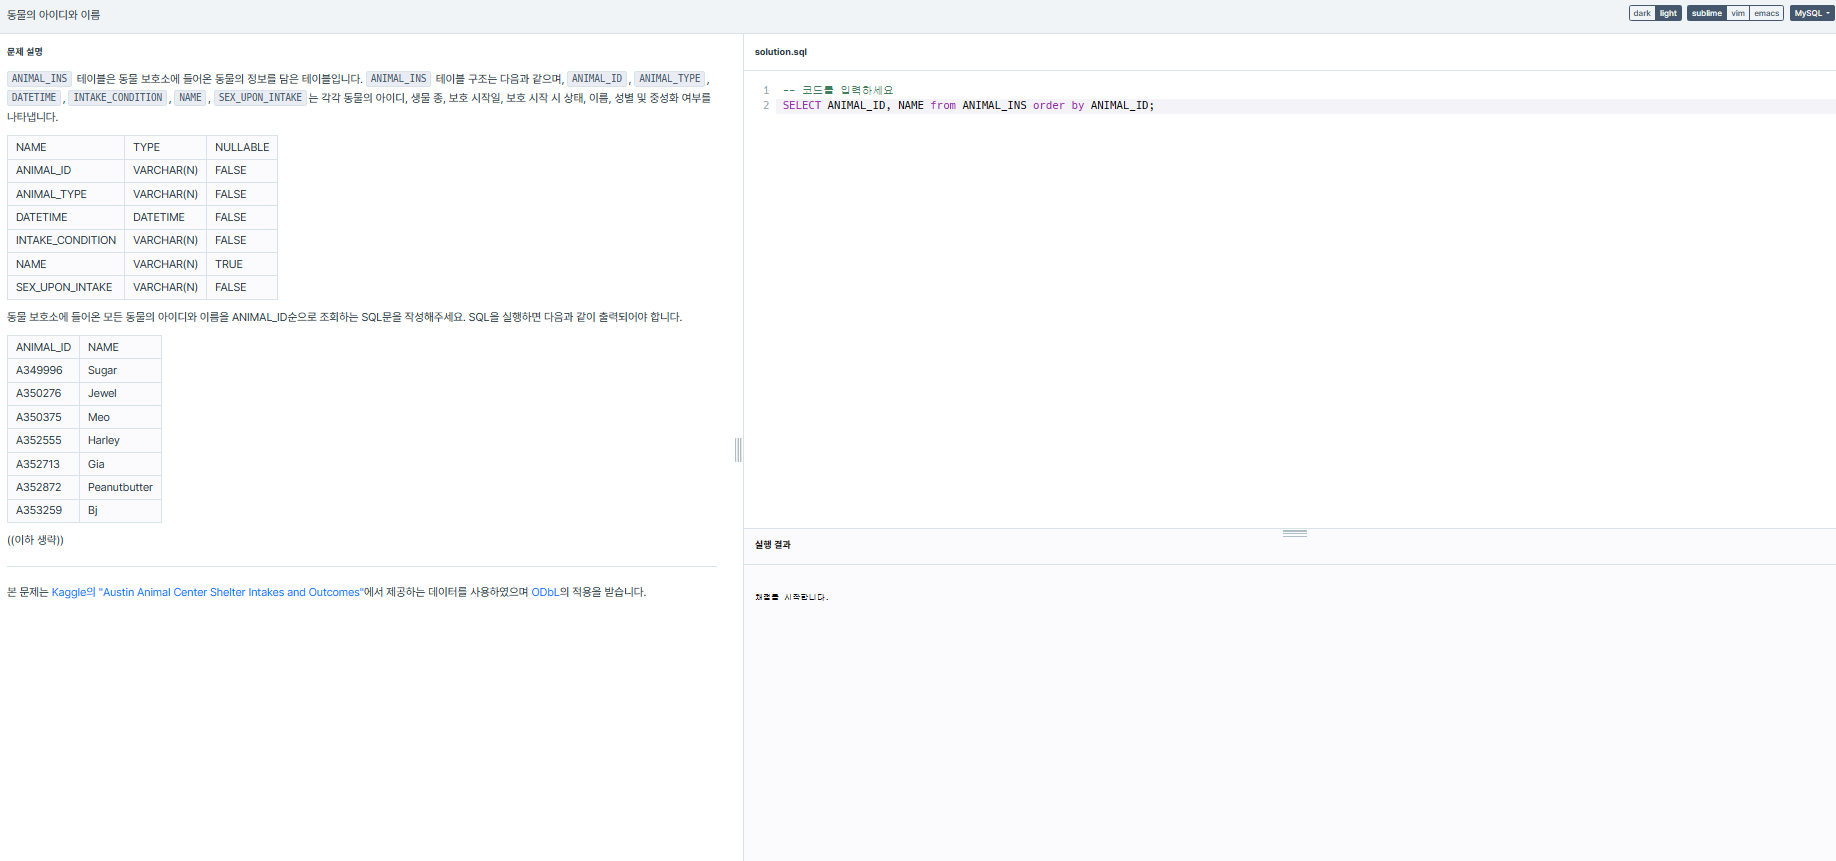 동물의 아이디와 이름
dark light sublime vim emacs MySQL
문제 설명
ANIMAL_INS 테이블은 동물 보호소에 들어온 동물의 정보를 담은 테이블입니다. ANIMAL_INS 테이블 구조는 다음과 같으며, ANIMAL_ID, ANIMAL_TYPE,
DATETIME, INTAKE_CONDITION, NAME, SEX_UPON_INTAKE는 각각 동물의 아이디, 생물 종, 보호 시작일, 보호 시작 시 상태, 이름, 성별 및 중성화 여부를
나타냅니다.
NAME TYPE NULLABLE
ANIMAL_ID VARCHAR(N) FALSE
ANIMAL_TYPE VARCHAR(N) FALSE
DATETIME DATETIME FALSE
INTAKE_CONDITION VARCHAR(N) FALSE
NAME VARCHAR(N) TRUE
SEX_UPON_INTAKE VARCHAR(N) FALSE
동물 보호소에 들어온 모든 동물의 아이디와 이름을 ANIMAL_ID순으로 조회하는 SQL문을 작성해주세요. SQL을 실행하면 다음과 같이 출력되어야 합니다.
ANIMAL_ID NAME
A349996 Sugar
A350276 Jewel
A350375 Meo
A352555 Harley
A352713 Gia
A352872 Peanutbutter
A353259 Bj
((이하 생략))
본 문제는 Kaggle의 "Austin Animal Center Shelter Intakes and Outcomes"에서 제공하는 데이터를 사용하였으며 ODbL의 적용을 받습니다.
solution.sql
1 -- 코드를 입력하세요
2 SELECT ANIMAL_ID, NAME from ANIMAL_INS order by ANIMAL_ID;
실행 결과
채점을 시작합니다.